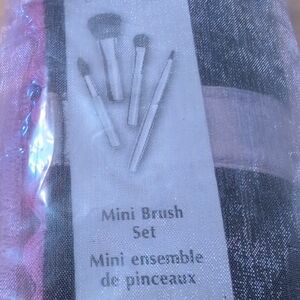 Mini Brush
Set
Mini ensemble
de pinceaux